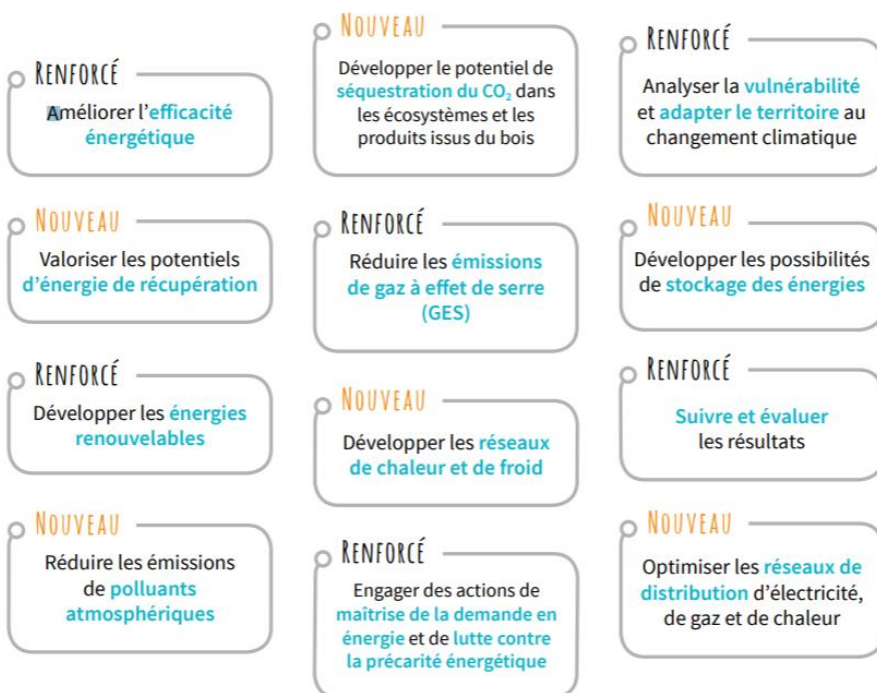 RENFORCÉ
Améliorer l'efficacité
énergétique
NOUVEAU
Développer le potentiel de
séquestration du CO₂ dans
les écosystèmes et les
produits issus du bois
RENFORCÉ
Analyser la vulnérabilité
et adapter le territoire au
changement climatique
NOUVEAU
Valoriser les potentiels
d'énergie de récupération
RENFORCÉ
Réduire les émissions
de gaz à effet de serre
(GES)
NOUVEAU
Développer les possibilités
de stockage des énergies
RENFORCÉ
Développer les énergies
renouvelables
NOUVEAU
Développer les réseaux
de chaleur et de froid
RENFORCÉ
Suivre et évaluer
les résultats
NOUVEAU
Réduire les émissions
de polluants
atmosphériques
RENFORCÉ
Engager des actions de
maîtrise de la demande en
énergie et de lutte contre
la précarité énergétique
NOUVEAU
Optimiser les réseaux de
distribution d'électricité,
de gaz et de chaleur